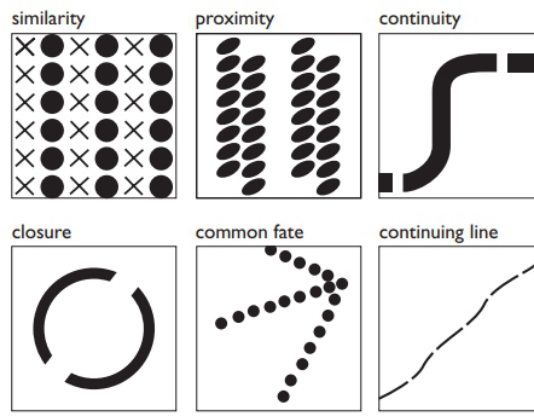 similarity
proximity
continuity
closure
common fate
continuing line